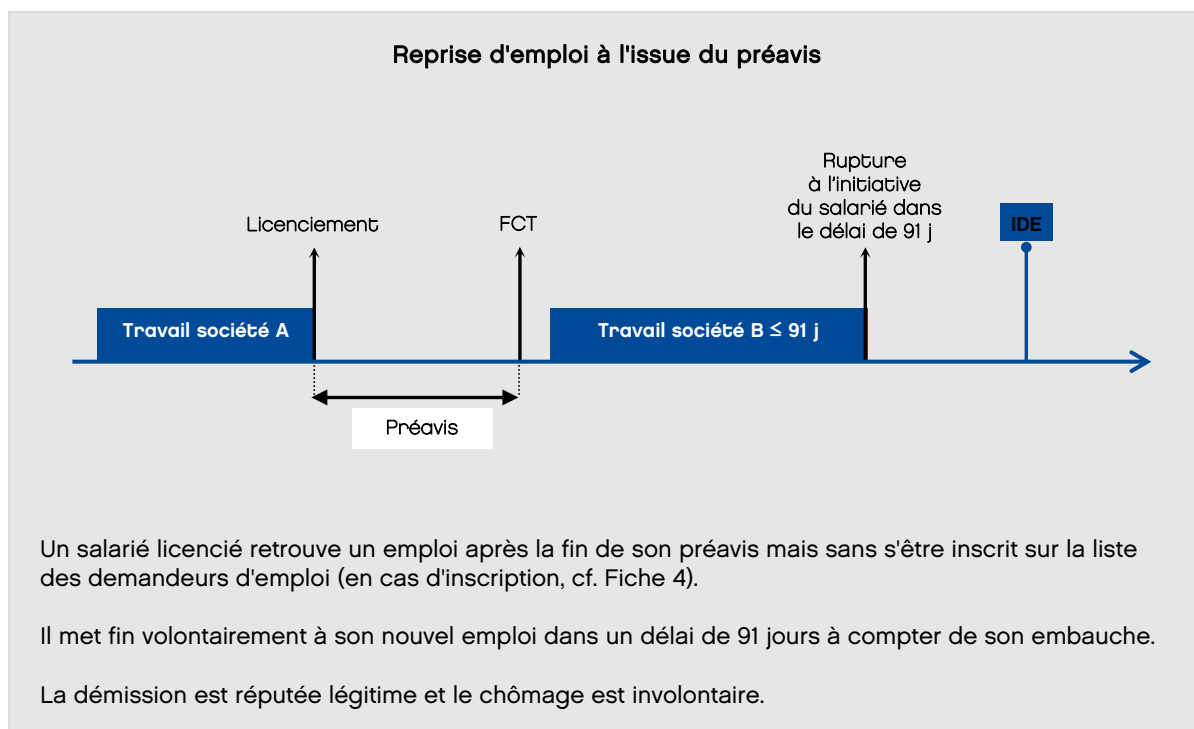 Reprise d'emploi à l'issue du préavis
Rupture
à l'initiative
du salarié dans
le délai de 91 j
Licenciement
FCT
IDE
Travail société A
Travail société B ≤ 91 j
Préavis
Un salarié licencié retrouve un emploi après la fin de son préavis mais sans s'être inscrit sur la liste
des demandeurs d'emploi (en cas d'inscription, cf. Fiche 4).
Il met fin volontairement à son nouvel emploi dans un délai de 91 jours à compter de son embauche.
La démission est réputée légitime et le chômage est involontaire.